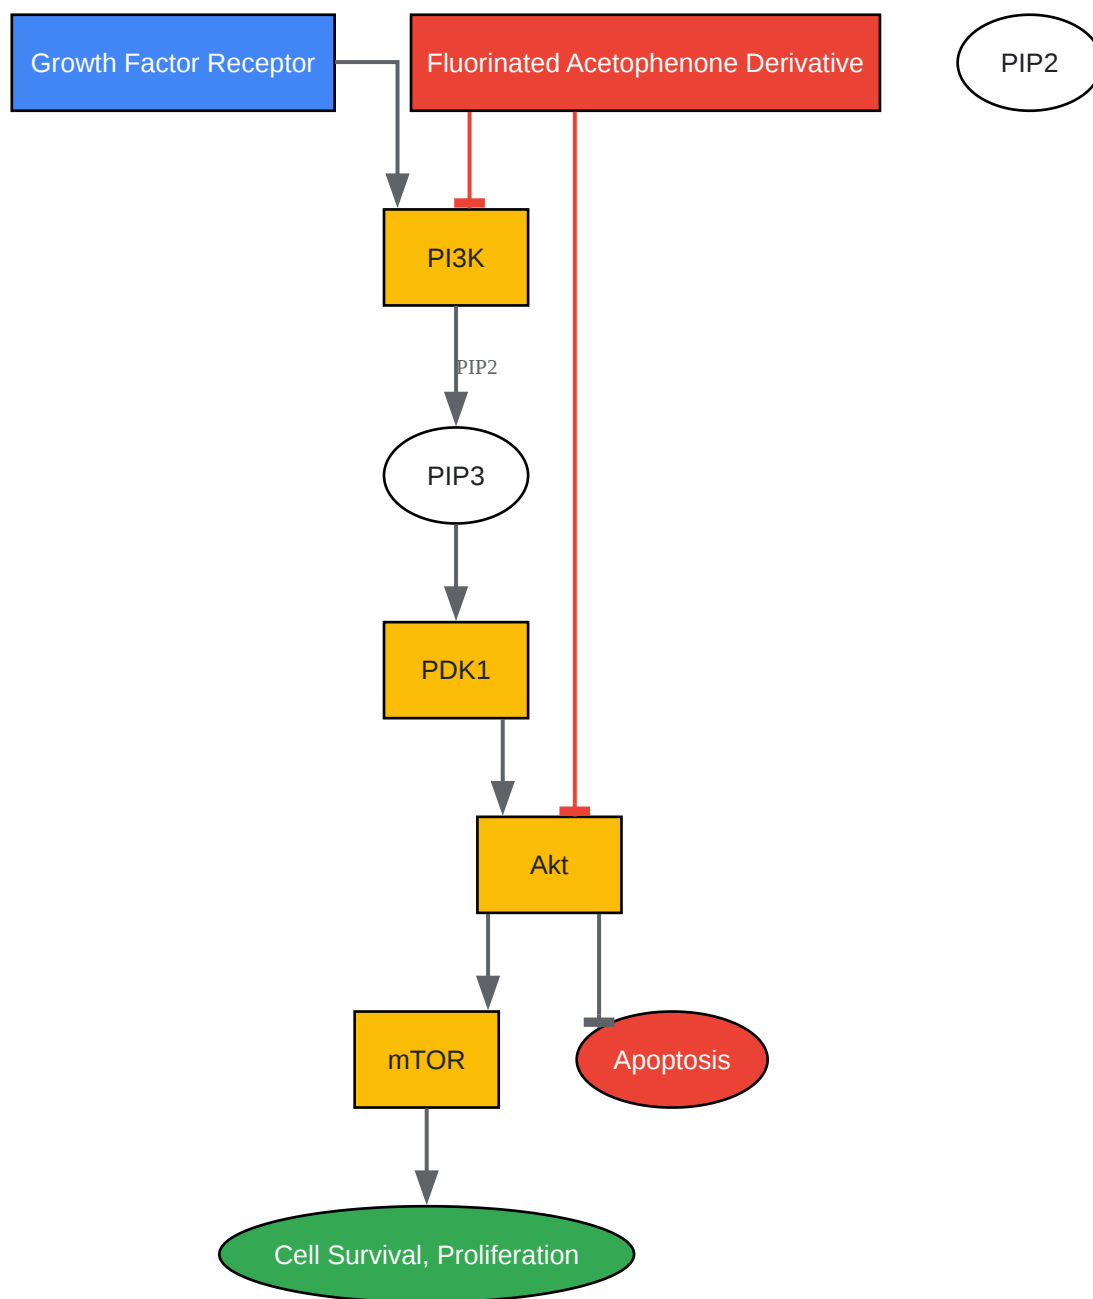 Growth Factor Receptor
Fluorinated Acetophenone Derivative
PIP2
PI3K
PIP2
PIP3
PDK1
Akt
mTOR
Apoptosis
Cell Survival, Proliferation